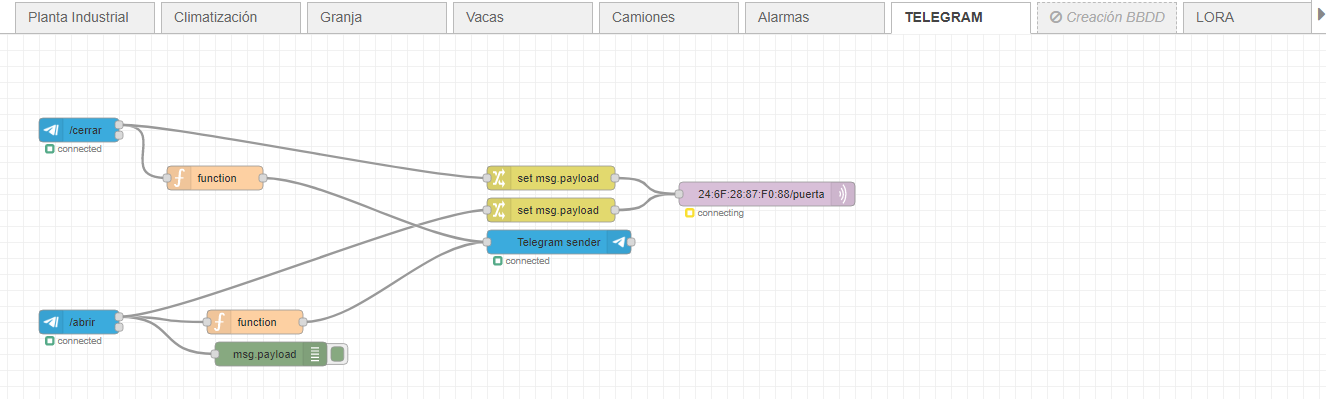 Planta Industrial
Climatización
Granja
Vacas
Camiones
Alarmas
TELEGRAM
Creación BBDD
LORA
/cerrar
connected
function
set msg.payload
24:6F:28:87:F0:88/puerta
connecting
set msg.payload
Telegram sender
connected
/abrir
connected
function
msg.payload